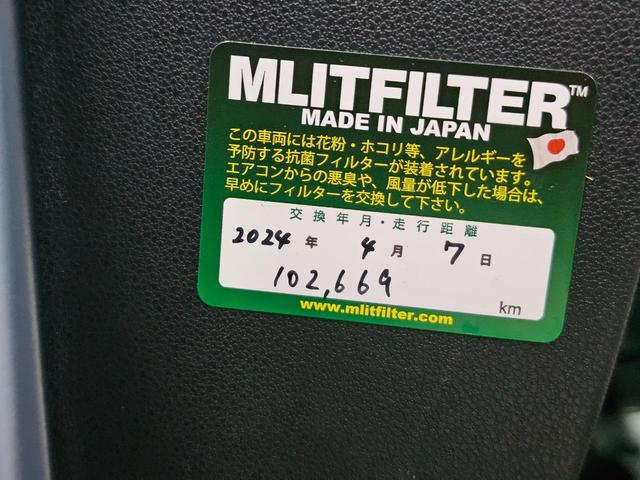 MLITFILTER™
MADE IN JAPAN
この車両には花粉・ホコリ等、アレルギーを
予防する抗菌フィルターが装着されています。
エアコンからの悪臭や、風量が低下した場合は、
早めにフィルターを交換して下さい。
交換年月・走行距離
2024 年 4 月 7 日
102,669 km
www.mlitfilter.com